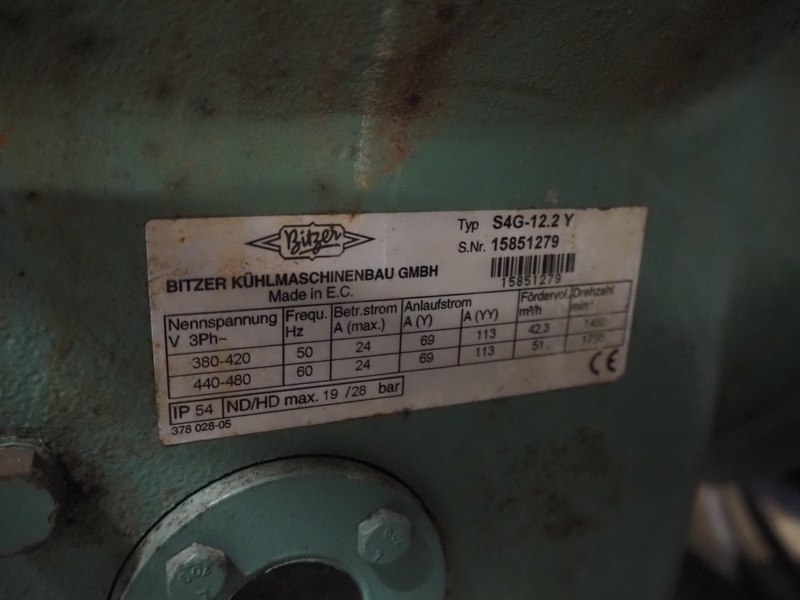 Bitzer
Typ S4G-12.2 Y
S.Nr. 15851279
15851279
BITZER KÜHLMASCHINENBAU GMBH
Made in E.C.
Nennspannung V 3Ph~ Frequ. Hz Betr.strom A (max.) Anlaufstrom A (Y) A (YY) Fördervol. m³/h Drehzahl min⁻¹
380-420 50 24 69 113 42,3 1450
440-480 60 24 69 113 51 1750
IP 54 ND/HD max. 19 /28 bar
CE
378 028-05